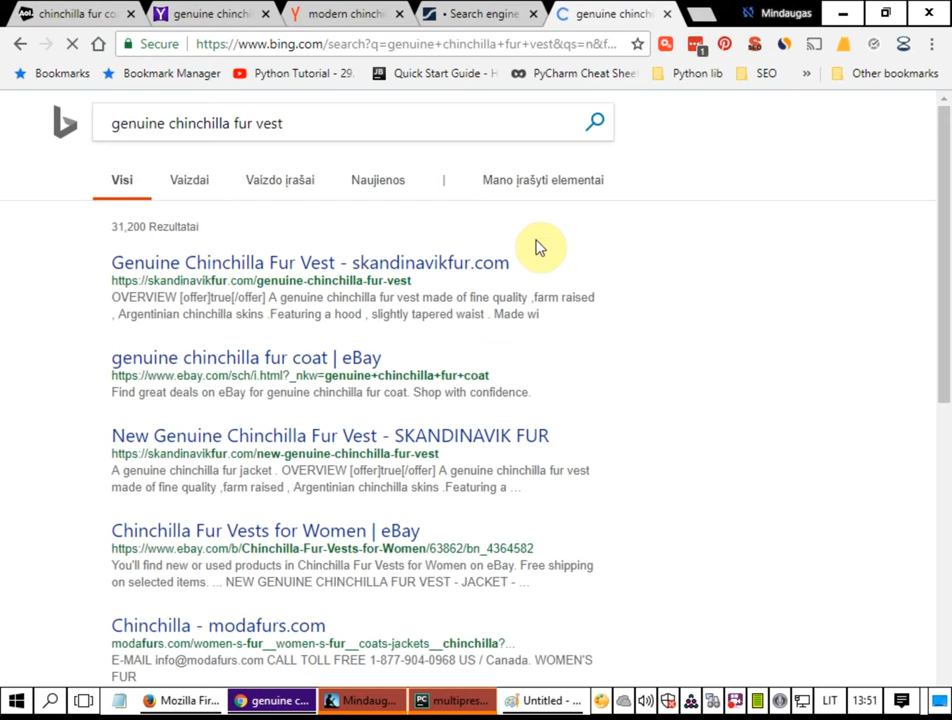 chinchilla fur co
genuine chinchi
modern chinch
• Search engine
genuine chinch
Mindaugas
Secure
https://www.bing.com/search?q=genuine+chinchilla+fur+vest&qs=n&f...
1
Bookmarks
Bookmark Manager
Python Tutorial - 29.
Quick Start Guide - H
PyCharm Cheat Shee
Python lib
SEO
»
Other bookmarks
genuine chinchilla fur vest
Visi
Vaizdai
Vaizdo įrašai
Naujienos
|
Mano įrašyti elementai
31,200 Rezultatai
Genuine Chinchilla Fur Vest - skandinavikfur.com
https://skandinavikfur.com/genuine-chinchilla-fur-vest
OVERVIEW [offer]true[/offer] A genuine chinchilla fur vest made of fine quality ,farm raised
, Argentinian chinchilla skins .Featuring a hood , slightly tapered waist . Made wi
genuine chinchilla fur coat | eBay
https://www.ebay.com/sch/i.html?_nkw=genuine+chinchilla+fur+coat
Find great deals on eBay for genuine chinchilla fur coat. Shop with confidence.
New Genuine Chinchilla Fur Vest - SKANDINAVIK FUR
https://skandinavikfur.com/new-genuine-chinchilla-fur-vest
A genuine chinchilla fur jacket . OVERVIEW [offer]true[/offer] A genuine chinchilla fur vest
made of fine quality ,farm raised , Argentinian chinchilla skins .Featuring a ...
Chinchilla Fur Vests for Women | eBay
https://www.ebay.com/b/Chinchilla-Fur-Vests-for-Women/63862/bn_4364582
You'll find new or used products in Chinchilla Fur Vests for Women on eBay. Free shipping
on selected items. ... NEW GENUINE CHINCHILLA FUR VEST - JACKET - ...
Chinchilla - modafurs.com
modafurs.com/women-s-fur__women-s-fur__coats-jackets__chinchilla?...
E-MAIL info@modafurs.com CALL TOLL FREE 1-877-904-0968 US / Canada. WOMEN'S
FUR
Mozilla Fir...
genuine c...
Mindaug...
multipres...
Untitled - ...
LIT
13:51